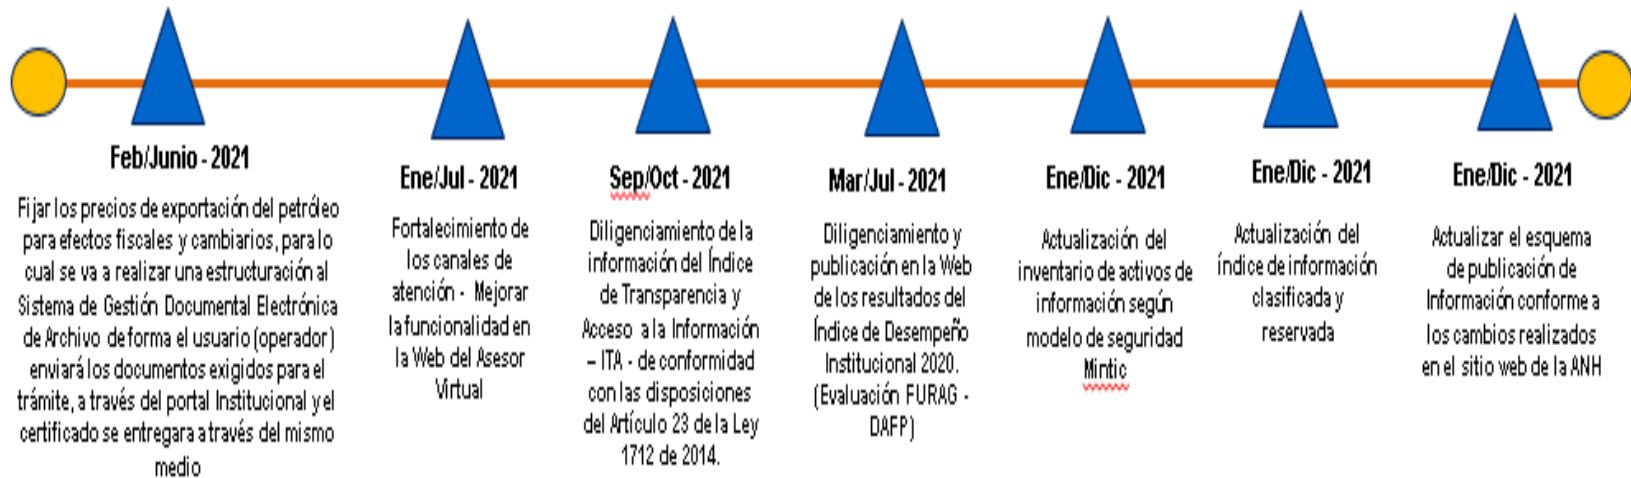 Feb/Junio - 2021
Fijar los precios de exportación del petróleo
para efectos fiscales y cambiarios, para lo
cual se va a realizar una estructuración al
Sistema de Gestión Documental Electrónica
de Archivo de forma el usuario (operador)
enviará los documentos exigidos para el
trámite, a través del portal Institucional y el
certificado se entregara a través del mismo
medio
Ene/Jul - 2021
Fortalecimiento de
los canales de
atención - Mejorar
la funcionalidad en
la Web del Asesor
Virtual
Sep/Oct - 2021
Diligenciamiento de la
información del Índice
de Transparencia y
Acceso a la Información
– ITA - de conformidad
con las disposiciones
del Artículo 23 de la Ley
1712 de 2014.
Mar/Jul - 2021
Diligenciamiento y
publicación en la Web
de los resultados del
Índice de Desempeño
Institucional 2020.
(Evaluación FURAG -
DAFP)
Ene/Dic - 2021
Actualización del
inventario de activos de
información según
modelo de seguridad
Mintic
Ene/Dic - 2021
Actualización del
índice de información
clasificada y
reservada
Ene/Dic - 2021
Actualizar el esquema
de publicación de
Información conforme a
los cambios realizados
en el sitio web de la ANH